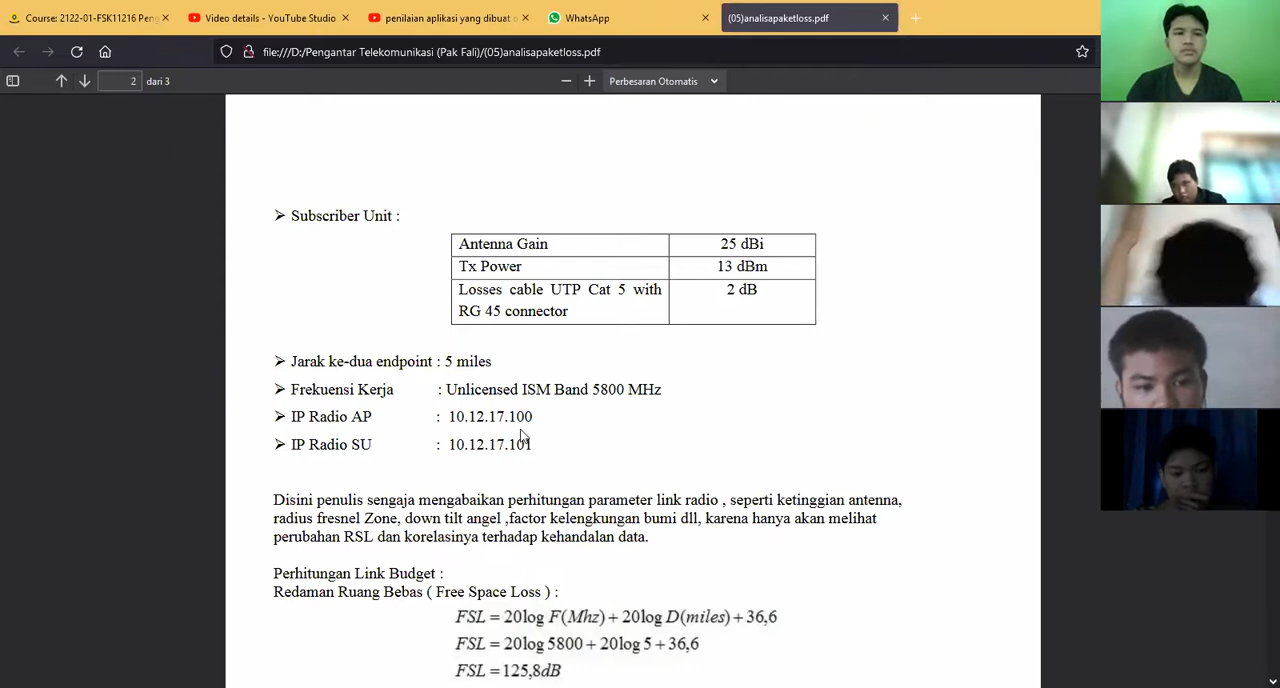 Course: 2122-01-FSK11216 Peng
Video details - YouTube Studio
penilaian aplikasi yang dibuat o
WhatsApp
(05)analisapaketloss.pdf
file:///D:/Pengantar Telekomunikasi (Pak Fali)/(05)analisapaketloss.pdf
2 dari 3
Perbesaran Otomatis
➢ Subscriber Unit :
Antenna Gain 25 dBi
Tx Power 13 dBm
Losses cable UTP Cat 5 with 2 dB
RG 45 connector
➢ Jarak ke-dua endpoint : 5 miles
➢ Frekuensi Kerja : Unlicensed ISM Band 5800 MHz
➢ IP Radio AP : 10.12.17.100
➢ IP Radio SU : 10.12.17.101
Disini penulis sengaja mengabaikan perhitungan parameter link radio , seperti ketinggian antenna,
radius fresnel Zone, down tilt angel ,factor kelengkungan bumi dll, karena hanya akan melihat
perubahan RSL dan korelasinya terhadap kehandalan data.
Perhitungan Link Budget :
Redaman Ruang Bebas ( Free Space Loss ) :
FSL = 20log F(Mhz) + 20log D(miles) + 36,6
FSL = 20log 5800 + 20log 5 + 36,6
FSL = 125,8dB